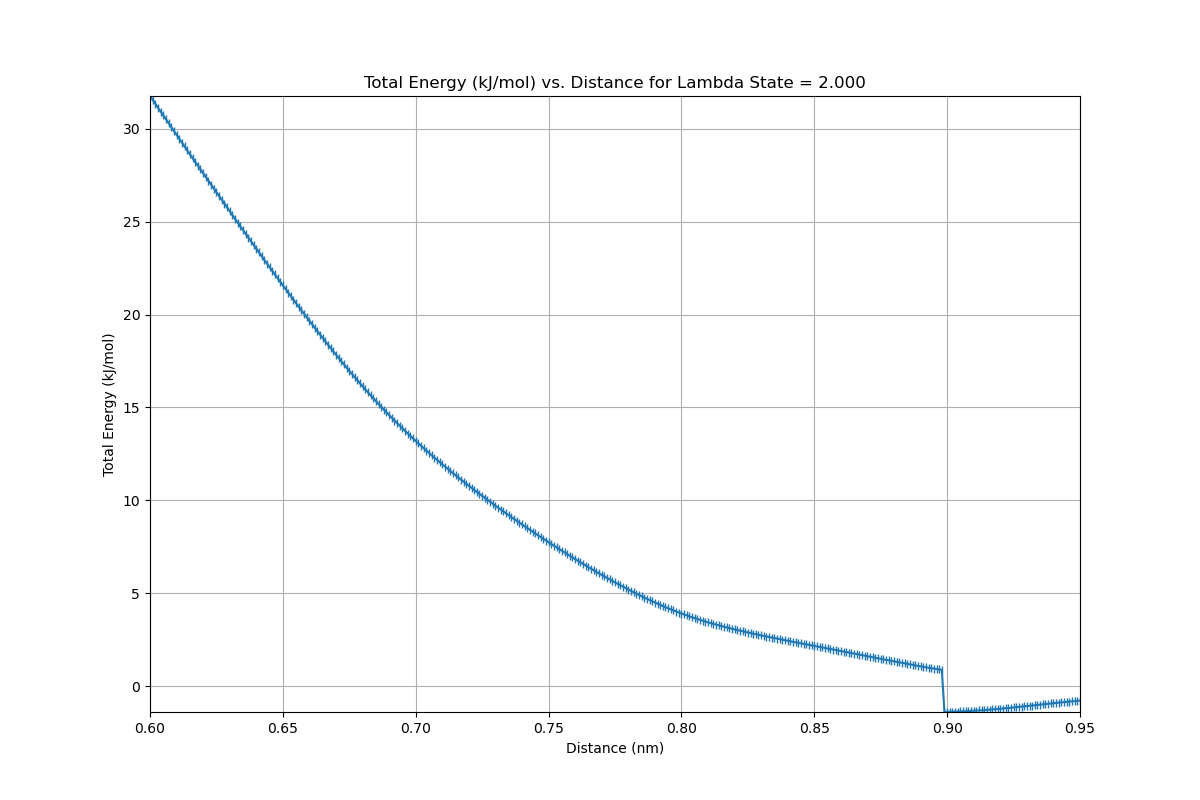 Total Energy (kJ/mol) vs. Distance for Lambda State = 2.000
30
25
20
15
10
5
0
Total Energy (kJ/mol)
0.60 0.65 0.70 0.75 0.80 0.85 0.90 0.95
Distance (nm)